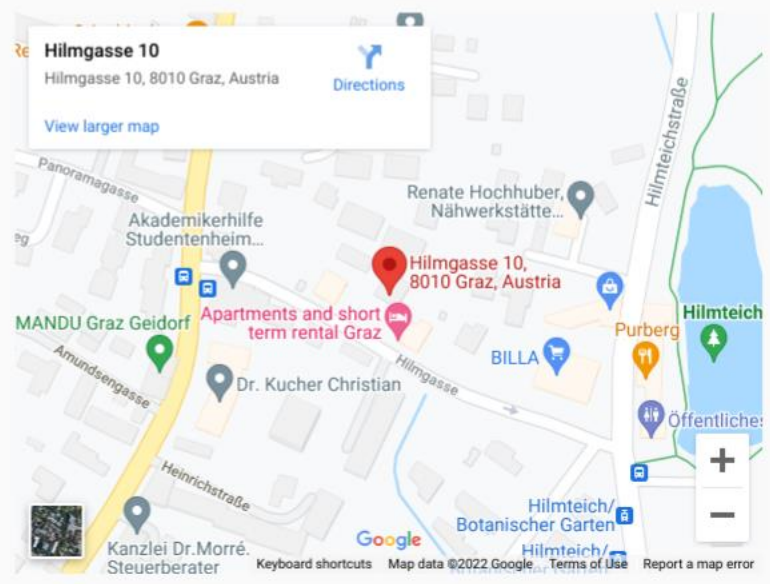 Hilmgasse 10
Hilmgasse 10, 8010 Graz, Austria
Directions
View larger map
Re
Panoramagasse
eg
Akademikerhilfe
Studentenheim...
Renate Hochhuber,
Nähwerkstätte...
Hilmteichstraße
Hilmgasse 10,
8010 Graz, Austria
Apartments and short
term rental Graz
MANDU Graz Geidorf
Amundsengasse
Hilmteich
Purberg
BILLA
Hilmgasse
Dr. Kucher Christian
Öffentliches
Heinrichstraße
Hilmteich/
Botanischer Garten
Hilmteich/
Kanzlei Dr.Morré.
Steuerberater
Google
Keyboard shortcuts
Map data ©2022 Google
Terms of Use
Report a map error